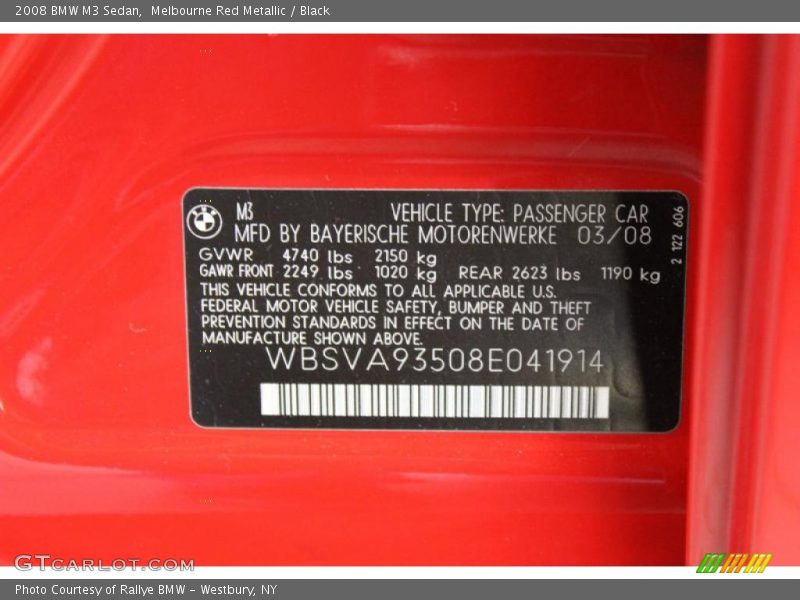 2008 BMW M3 Sedan,  Melbourne Red Metallic / Black
M3 VEHICLE TYPE: PASSENGER CAR
MFD BY BAYERISCHE MOTORENWERKE 03/08
GVWR 4740 lbs 2150 kg
GAWR FRONT 2249 lbs 1020 kg REAR 2623 lbs 1190 kg
THIS VEHICLE CONFORMS TO ALL APPLICABLE U.S.
FEDERAL MOTOR VEHICLE SAFETY, BUMPER AND THEFT
PREVENTION STANDARDS IN EFFECT ON THE DATE OF
MANUFACTURE SHOWN ABOVE.
WBSVA93508E041914
2 122 606
GTCARLOT.COM
Photo Courtesy of Rallye BMW - Westbury, NY